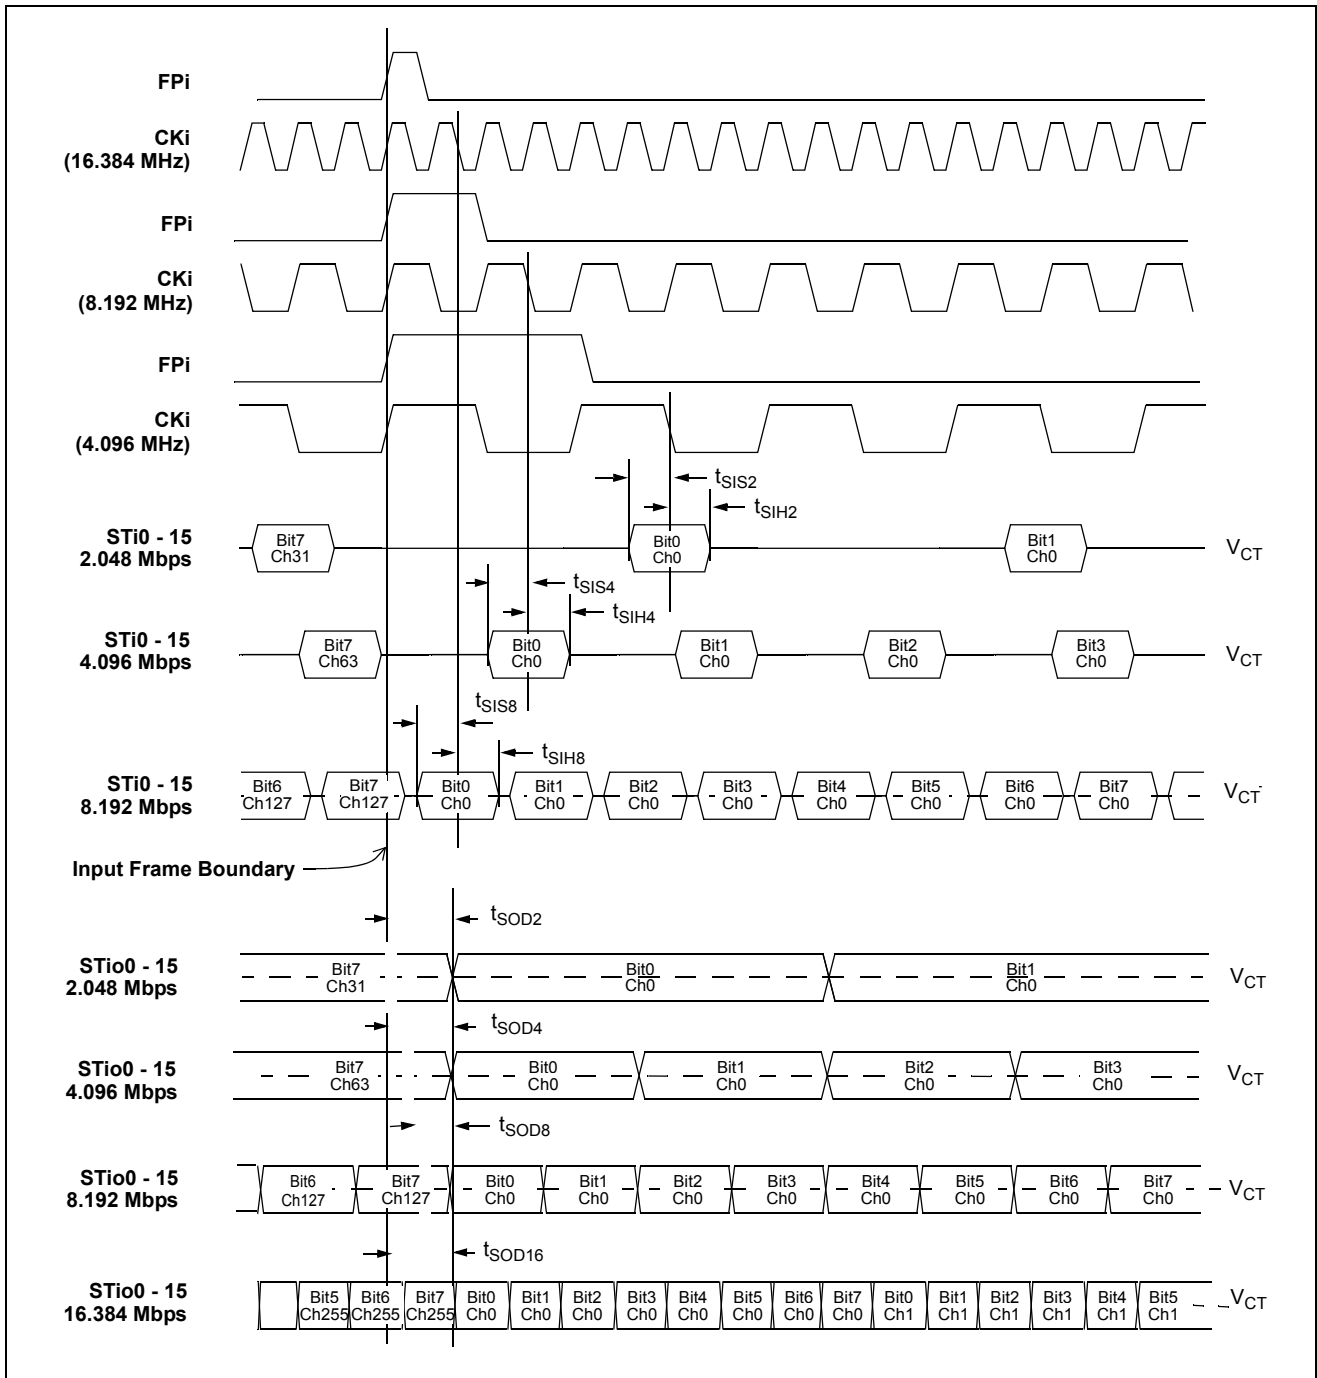 FPi
CKi
(16.384 MHz)
FPi
CKi
(8.192 MHz)
FPi
CKi
(4.096 MHz)
tSIS2
tSIH2
STi0 - 15
2.048 Mbps
Bit7
Ch31
Bit0
Ch0
Bit1
Ch0
VCT
tSIS4
tSIH4
STi0 - 15
4.096 Mbps
Bit7
Ch63
Bit0
Ch0
Bit1
Ch0
Bit2
Ch0
Bit3
Ch0
VCT
tSIS8
tSIH8
STi0 - 15
8.192 Mbps
Bit6
Ch127
Bit7
Ch127
Bit0
Ch0
Bit1
Ch0
Bit2
Ch0
Bit3
Ch0
Bit4
Ch0
Bit5
Ch0
Bit6
Ch0
Bit7
Ch0
VCT
Input Frame Boundary
tSOD2
STio0 - 15
2.048 Mbps
Bit7
Ch31
Bit0
Ch0
Bit1
Ch0
VCT
tSOD4
STio0 - 15
4.096 Mbps
Bit7
Ch63
Bit0
Ch0
Bit1
Ch0
Bit2
Ch0
Bit3
Ch0
VCT
tSOD8
STio0 - 15
8.192 Mbps
Bit6
Ch127
Bit7
Ch127
Bit0
Ch0
Bit1
Ch0
Bit2
Ch0
Bit3
Ch0
Bit4
Ch0
Bit5
Ch0
Bit6
Ch0
Bit7
Ch0
VCT
tSOD16
STio0 - 15
16.384 Mbps
Bit5
Ch255
Bit6
Ch255
Bit7
Ch255
Bit0
Ch0
Bit1
Ch0
Bit2
Ch0
Bit3
Ch0
Bit4
Ch0
Bit5
Ch0
Bit6
Ch0
Bit7
Ch0
Bit0
Ch1
Bit1
Ch1
Bit2
Ch1
Bit3
Ch1
Bit4
Ch1
Bit5
Ch1
VCT